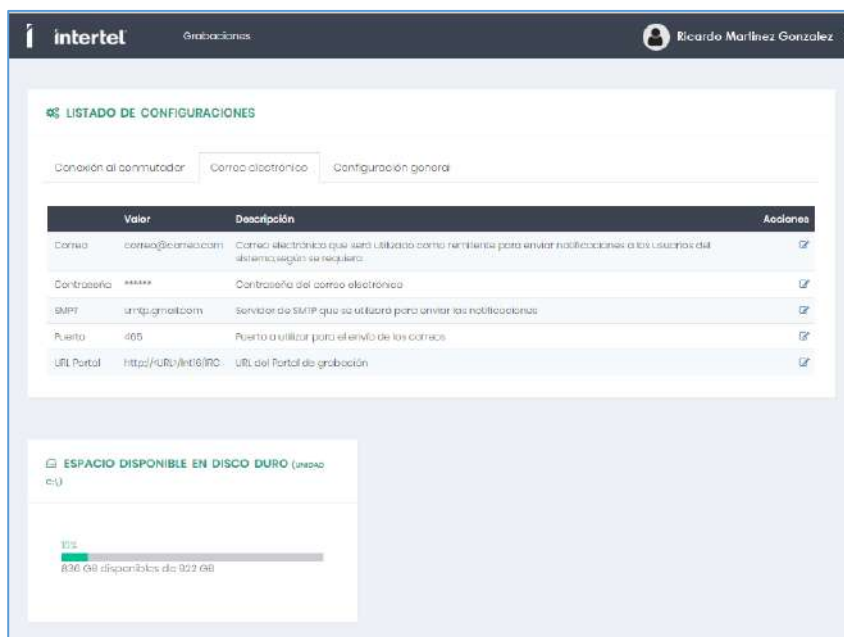 intertel Grabaciones Ricardo Martinez Gonzalez
LISTADO DE CONFIGURACIONES
Conexión al conmutador Correo electrónico Configuración general
Valor Descripción Acciones
Correo correo@correo.com Correo electrónico que será utilizado como remitente para enviar notificaciones a los usuarios del
sistema,según se requiera
Contraseña ****** Contraseña del correo electrónico
SMPT smtp.gmail.com Servidor de SMTP que se utilizará para enviar las notificaciones
Puerto 465 Puerto a utilizar para el envío de los correos
URL Portal http://<URL>/Int16/IRC URL del Portal de grabación
ESPACIO DISPONIBLE EN DISCO DURO (UNIDAD
C:\)
10%
836 GB disponibles de 922 GB